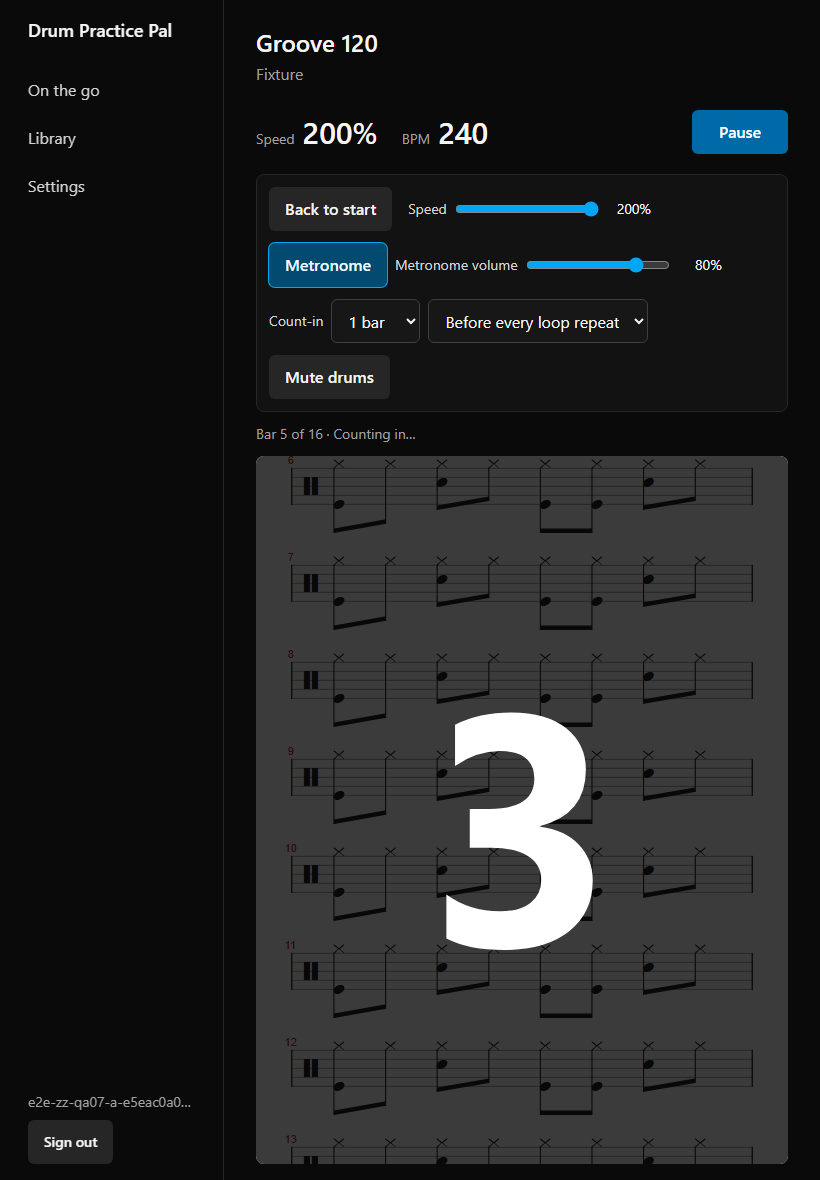 Drum Practice Pal
On the go
Library
Settings
Groove 120
Fixture
Speed 200% BPM 240
Pause
Back to start Speed 200%
Metronome Metronome volume 80%
Count-in 1 bar Before every loop repeat
Mute drums
Bar 5 of 16 · Counting in...
6
7
8
9
10
11
12
13
3
e2e-zz-qa07-a-e5eac0a0...
Sign out